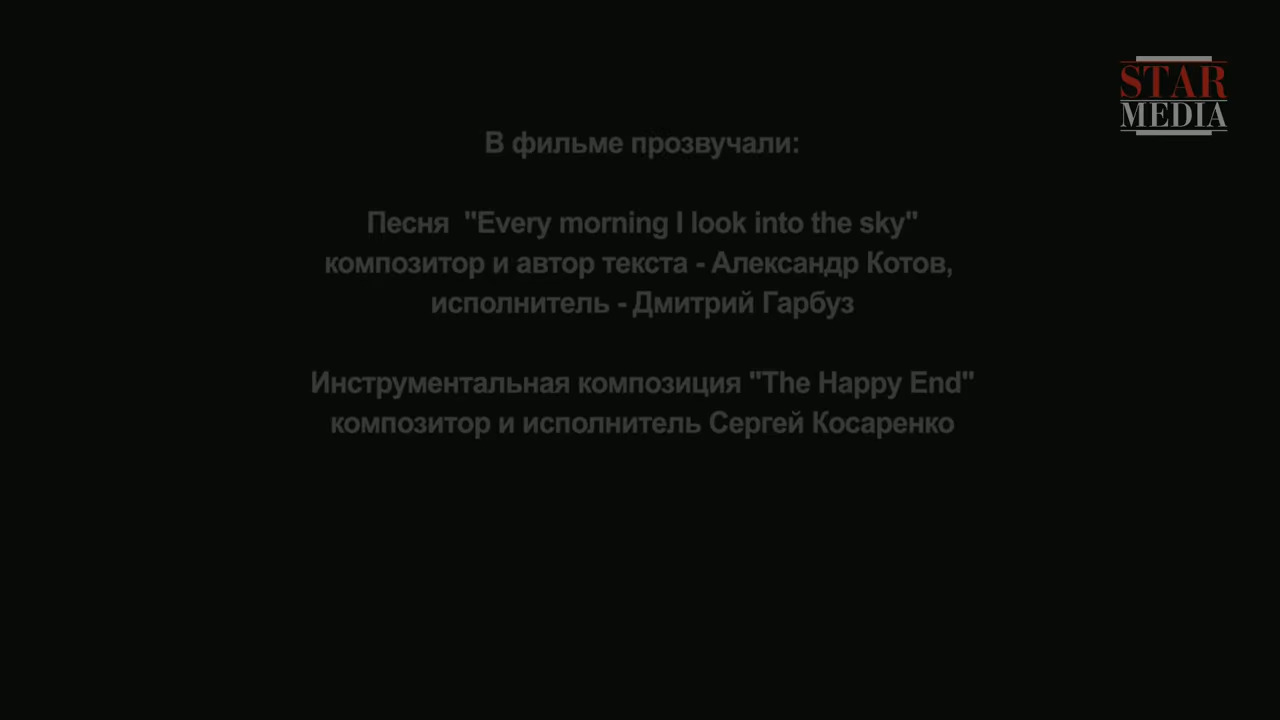 STAR
MEDIA
В фильме прозвучали:
Песня "Every morning I look into the sky"
композитор и автор текста - Александр Котов,
исполнитель - Дмитрий Гарбуз
Инструментальная композиция "The Happy End"
композитор и исполнитель Сергей Косаренко